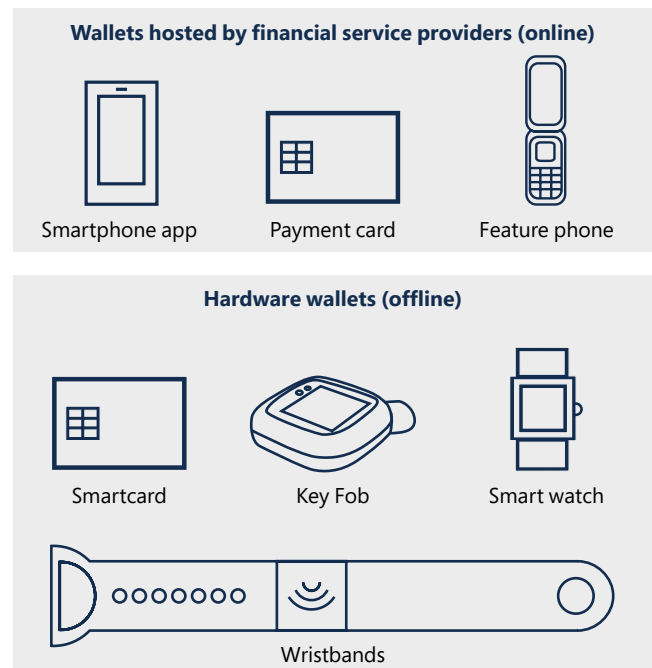 Wallets hosted by financial service providers (online)
Smartphone app Payment card Feature phone
Hardware wallets (offline)
Smartcard Key Fob Smart watch
Wristbands